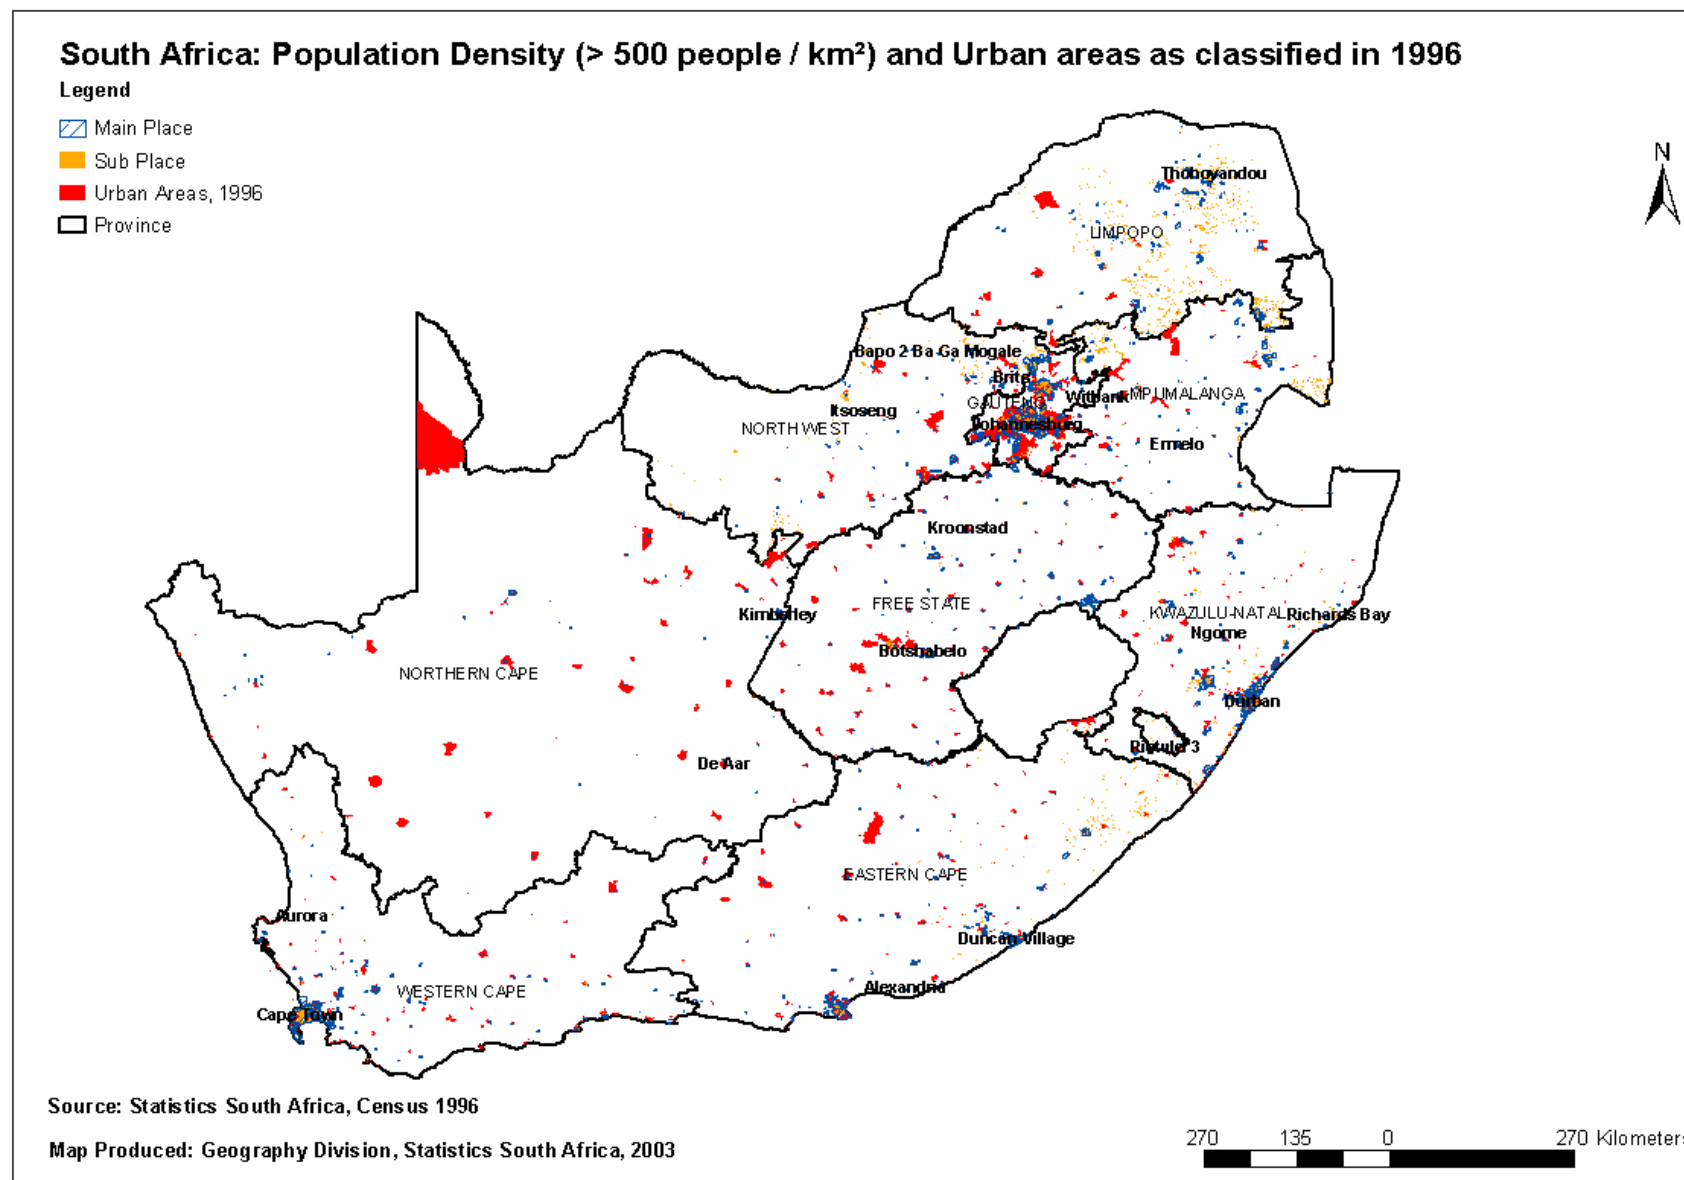 South Africa: Population Density (> 500 people / km²) and Urban areas as classified in 1996
Legend
Main Place
Sub Place
Urban Areas, 1996
Province
N
Thohoyandou
LIMPOPO
Bapo 2 Ba Ga Mogale
Brits
Witbank
MPUMALANGA
GAUTENG
Itsoseng
NORTH WEST
Johannesburg
Ermelo
Kroonstad
Kimberley
FREE STATE
KWAZULU-NATAL
Richards Bay
Ngome
Botshabelo
NORTHERN CAPE
Durban
De Aar
EASTERN CAPE
Aurora
Duncan Village
Alexandria
WESTERN CAPE
Cape Town
Source: Statistics South Africa, Census 1996
Map Produced: Geography Division, Statistics South Africa, 2003
270 135 0 270 Kilometers